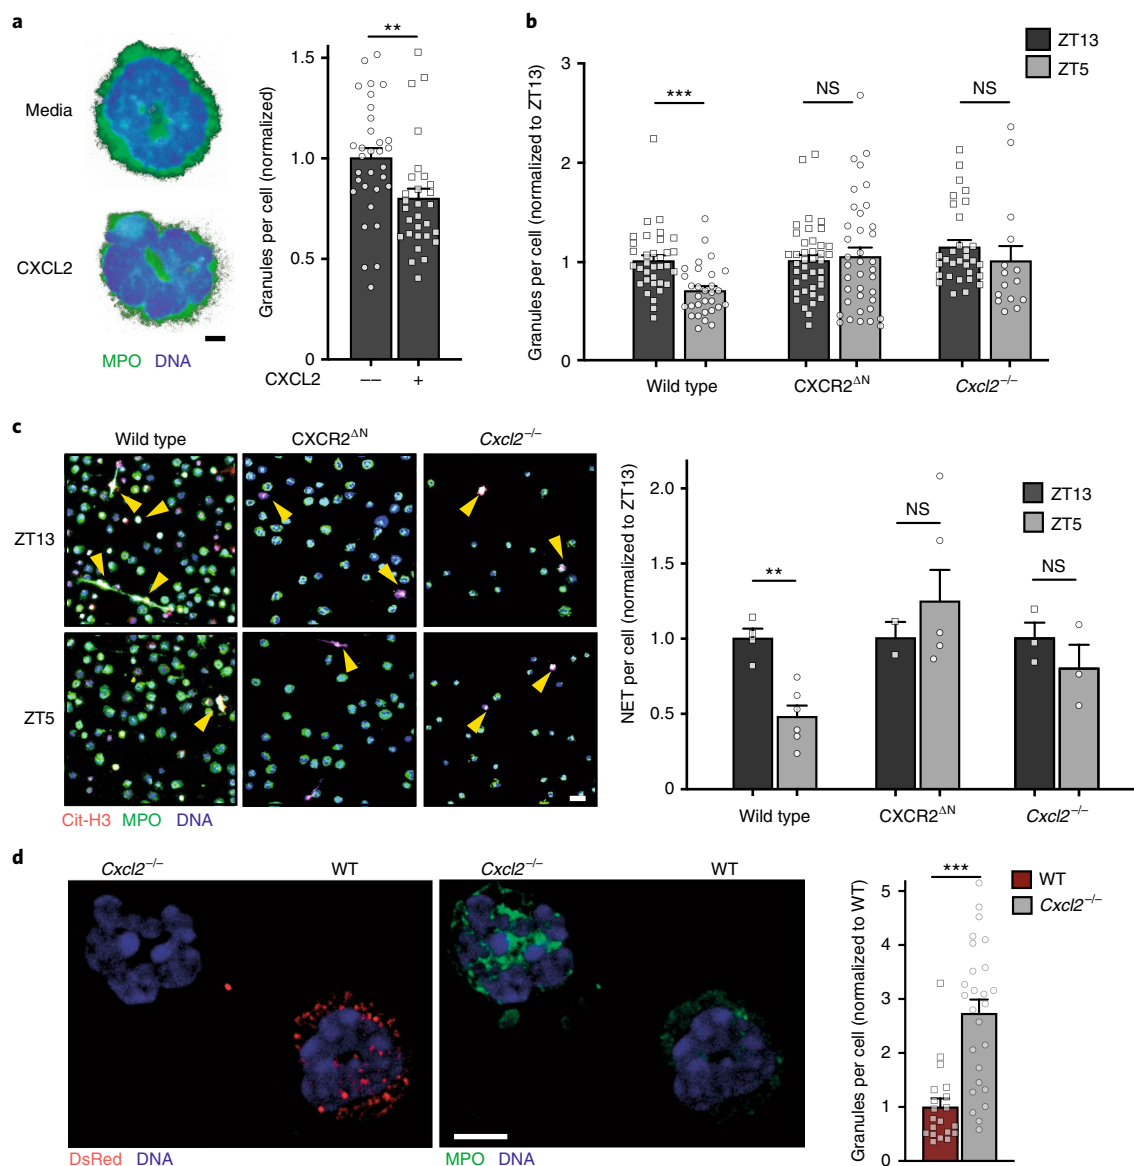 a
Media
CXCL2
MPO DNA
Granules per cell (normalized)
**
1.5
1.0
0.5
0
CXCL2 –– +
b
Granules per cell (normalized to ZT13)
ZT13
ZT5
3
2
1
0
*** NS NS
Wild type CXCR2ΔN Cxcl2–/–
c
Wild type CXCR2ΔN Cxcl2–/–
ZT13
ZT5
Cit-H3 MPO DNA
NET per cell (normalized to ZT13)
ZT13
ZT5
2.0
1.5
1.0
0.5
0
** NS NS
Wild type CXCR2ΔN Cxcl2–/–
d
Cxcl2–/– WT Cxcl2–/– WT
DsRed DNA MPO DNA
Granules per cell (normalized to WT)
***
WT
Cxcl2–/–
5
4
3
2
1
0